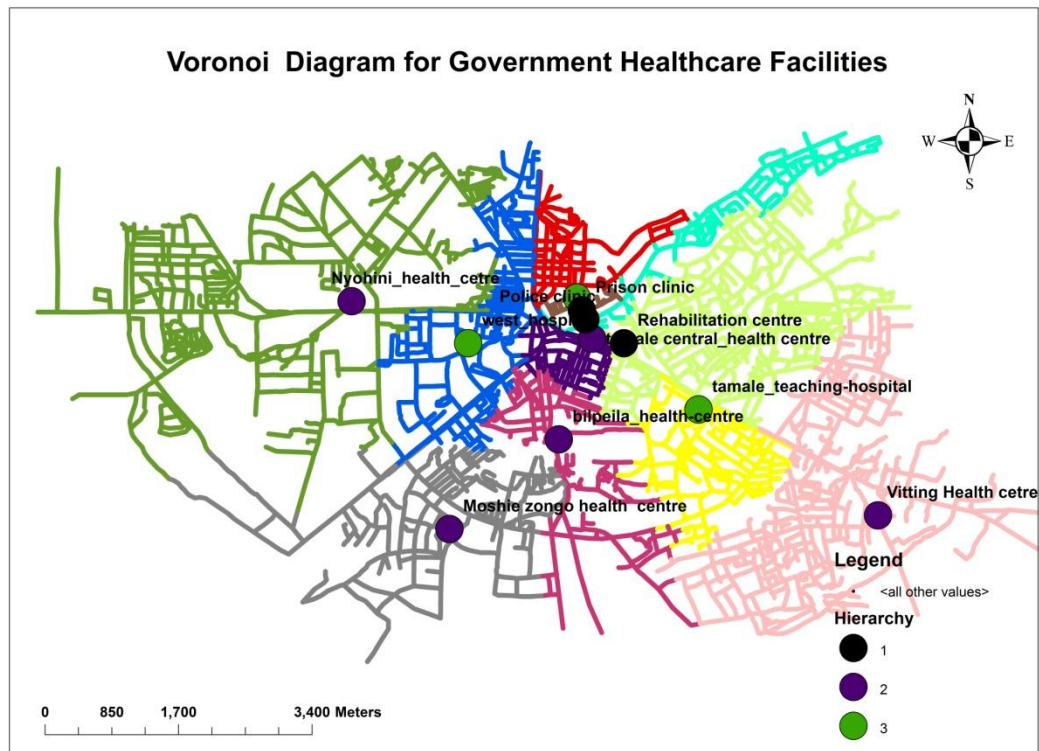 Voronoi Diagram for Government Healthcare Facilities
N
W E
S
Nyohini_health_cetre
Prison clinic
Police clinic
west_hospi
Rehabilitation centre
ale central_health centre
tamale_teaching-hospital
bilpeila_health-centre
Vitting Health cetre
Moshie zongo health centre
Legend
<all other values>
Hierarchy
1
2
3
0 850 1,700 3,400 Meters